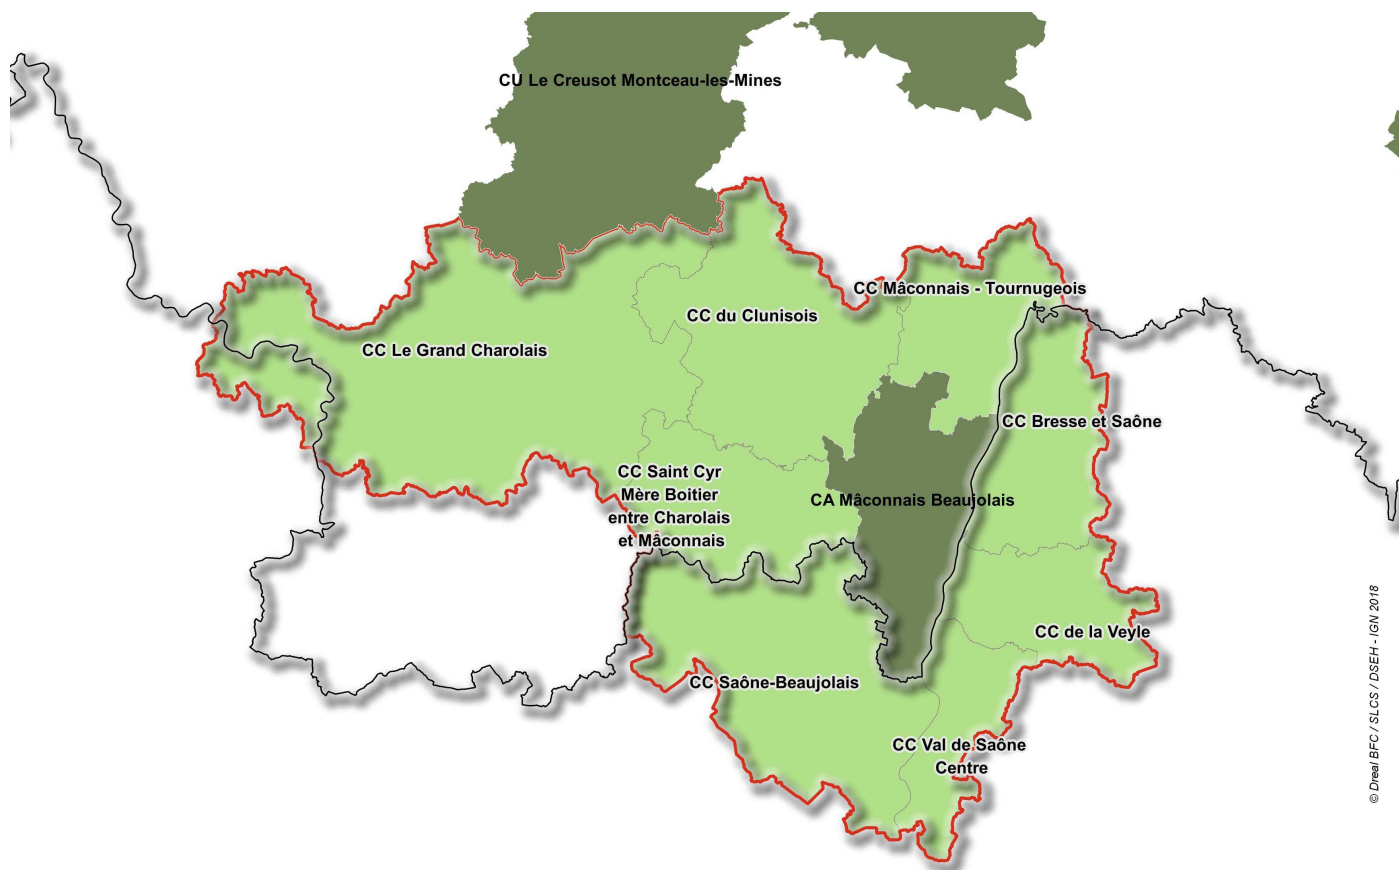 CU Le Creusot Montceau-les-Mines
CC Mâconnais - Tournugeois
CC du Clunisois
CC Le Grand Charolais
CC Bresse et Saône
CC Saint Cyr
Mère Boitier
entre Charolais
et Mâconnais
CA Mâconnais Beaujolais
CC de la Veyle
CC Saône-Beaujolais
CC Val de Saône
Centre
© Dreal BFC / SLCS / DSEH - IGN 2018